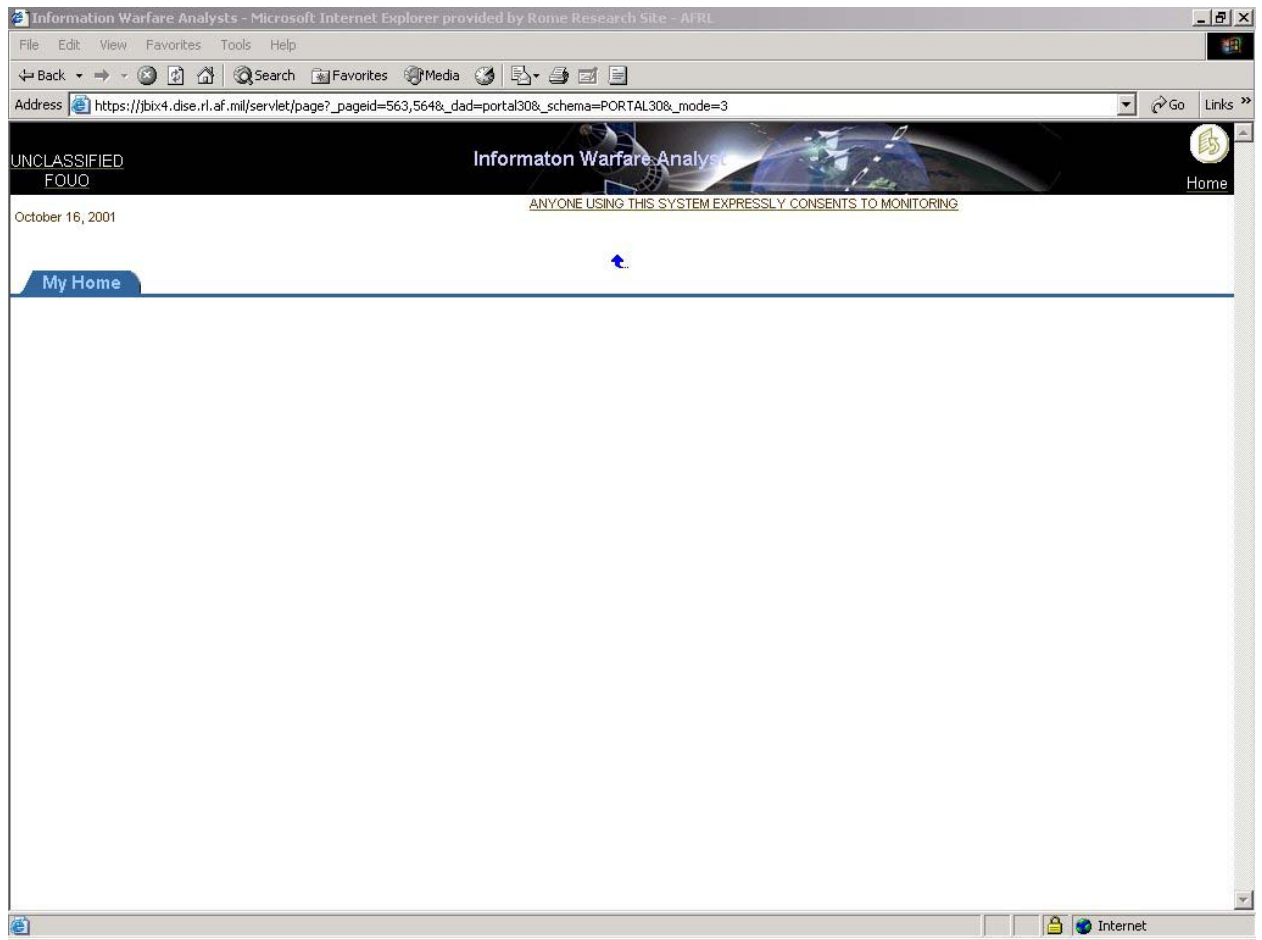 Information Warfare Analysts - Microsoft Internet Explorer provided by Rome Research Site - AFRL
File Edit View Favorites Tools Help
Back Search Favorites Media
Address https://jbix4.dise.rl.af.mil/servlet/page?_pageid=563,564&_dad=portal30&_schema=PORTAL30&_mode=3 Go Links »
UNCLASSIFIED
FOUO
Informaton Warfare Analyst
Home
ANYONE USING THIS SYSTEM EXPRESSLY CONSENTS TO MONITORING
October 16, 2001
My Home
Internet